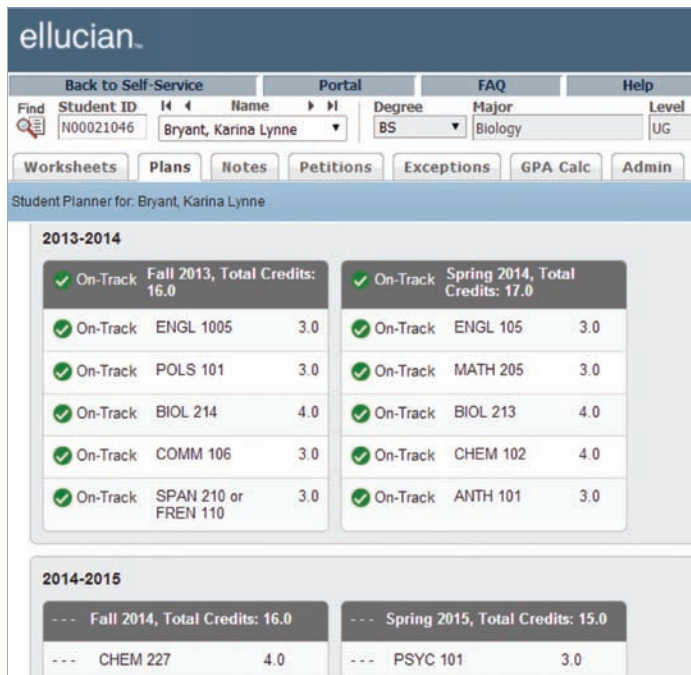 ellucian™
Back to Self-Service Portal FAQ Help
Find Student ID Name Degree Major Level
N00021046 Bryant, Karina Lynne BS Biology UG
Worksheets Plans Notes Petitions Exceptions GPA Calc Admin
Student Planner for: Bryant, Karina Lynne
2013-2014
On-Track Fall 2013, Total Credits:
16.0
On-Track ENGL 1005 3.0
On-Track POLS 101 3.0
On-Track BIOL 214 4.0
On-Track COMM 106 3.0
On-Track SPAN 210 or 3.0
FREN 110
On-Track Spring 2014, Total
Credits: 17.0
On-Track ENGL 105 3.0
On-Track MATH 205 3.0
On-Track BIOL 213 4.0
On-Track CHEM 102 4.0
On-Track ANTH 101 3.0
2014-2015
--- Fall 2014, Total Credits: 16.0
--- CHEM 227 4.0
--- Spring 2015, Total Credits: 15.0
--- PSYC 101 3.0